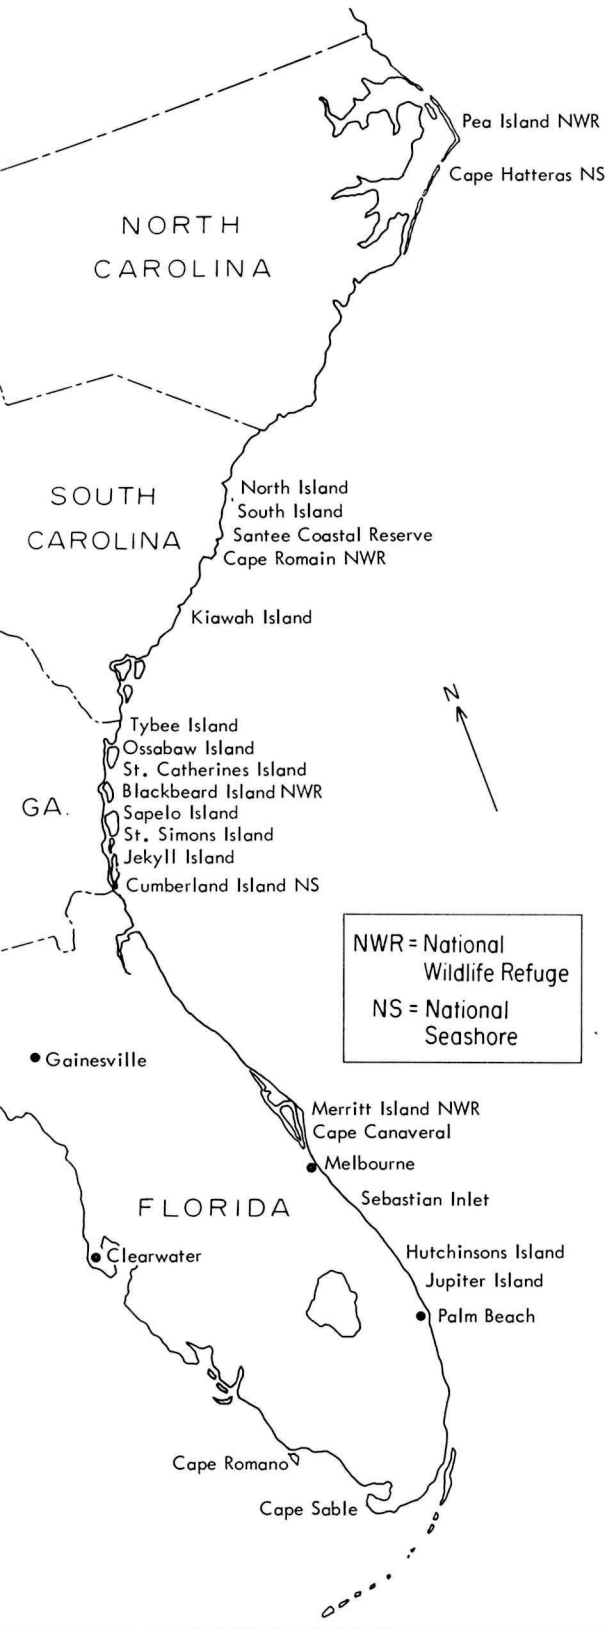 Pea Island NWR
Cape Hatteras NS
NORTH
CAROLINA
North Island
SOUTH
South Island
CAROLINA
Santee Coastal Reserve
Cape Romain NWR
Kiawah Island
N
Tybee Island
Ossabaw Island
St. Catherines Island
Blackbeard Island NWR
GA.
Sapelo Island
St. Simons Island
Jekyll Island
Cumberland Island NS
NWR = National
Wildlife Refuge
NS = National
Seashore
Gainesville
Merritt Island NWR
Cape Canaveral
Melbourne
Sebastian Inlet
FLORIDA
Clearwater
Hutchinsons Island
Jupiter Island
Palm Beach
Cape Romano
Cape Sable